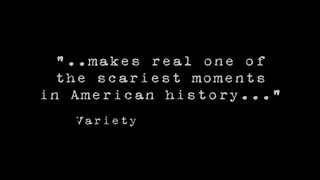 "..makes real one of
the scariest moments
in American history..."
Variety